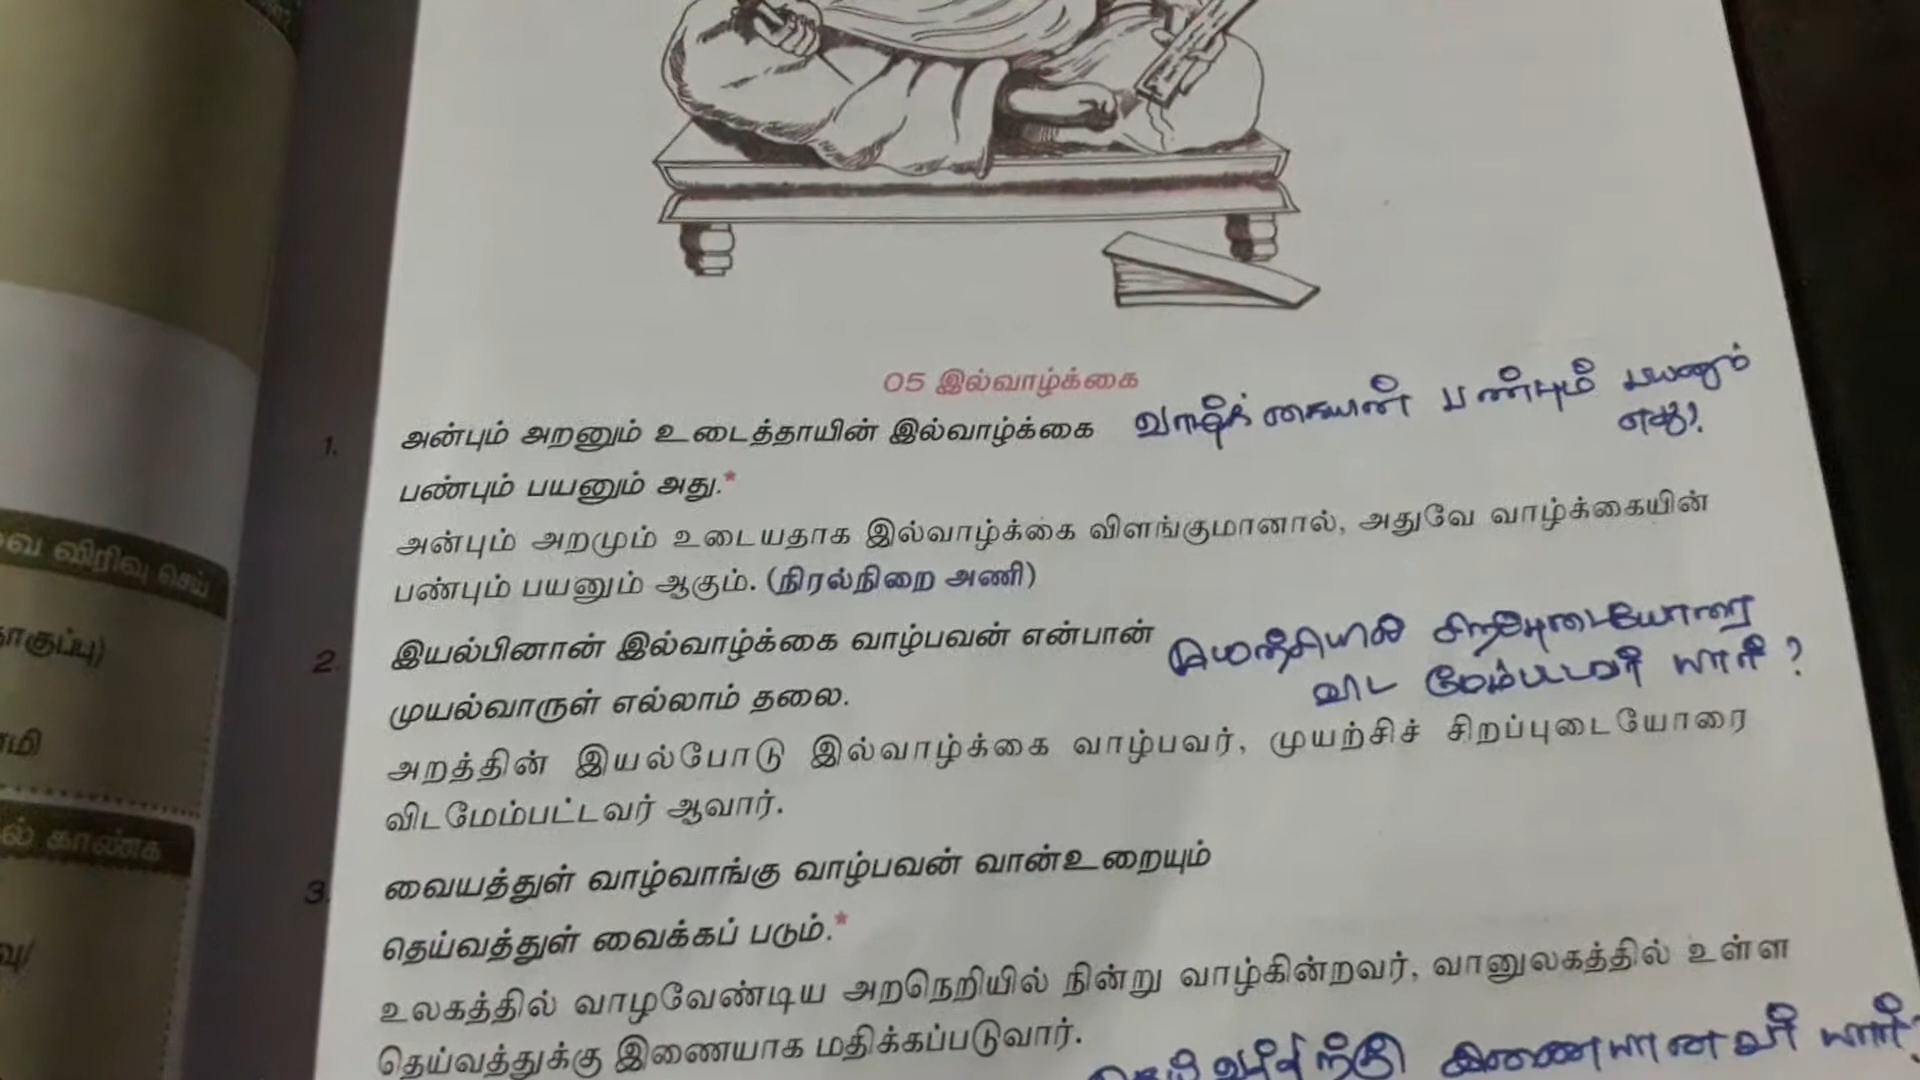 வை விரிவு செய்
தாகுப்பு)
ல் காண்க
05 இல்வாழ்க்கை
1. அன்பும் அறனும் உடைத்தாயின் இல்வாழ்க்கை வாழ்க்கையின் பண்பும் பயனும்
எது?
பண்பும் பயனும் அது.*
அன்பும் அறமும் உடையதாக இல்வாழ்க்கை விளங்குமானால், அதுவே வாழ்க்கையின்
பண்பும் பயனும் ஆகும். (நிரல்நிறை அணி)
2. இயல்பினான் இல்வாழ்க்கை வாழ்பவன் என்பான் சிறப்புடையோரை
விட மேம்பட்டவர் யார்?
முயல்வாருள் எல்லாம் தலை.
அறத்தின் இயல்போடு இல்வாழ்க்கை வாழ்பவர், முயற்சிச் சிறப்புடையோரை
விடமேம்பட்டவர் ஆவார்.
3. வையத்துள் வாழ்வாங்கு வாழ்பவன் வான்உறையும்
தெய்வத்துள் வைக்கப் படும்.*
உலகத்தில் வாழவேண்டிய அறநெறியில் நின்று வாழ்கின்றவர், வானுலகத்தில் உள்ள
தெய்வத்துக்கு இணையாக மதிக்கப்படுவார்.
இணையானவர் யார்?